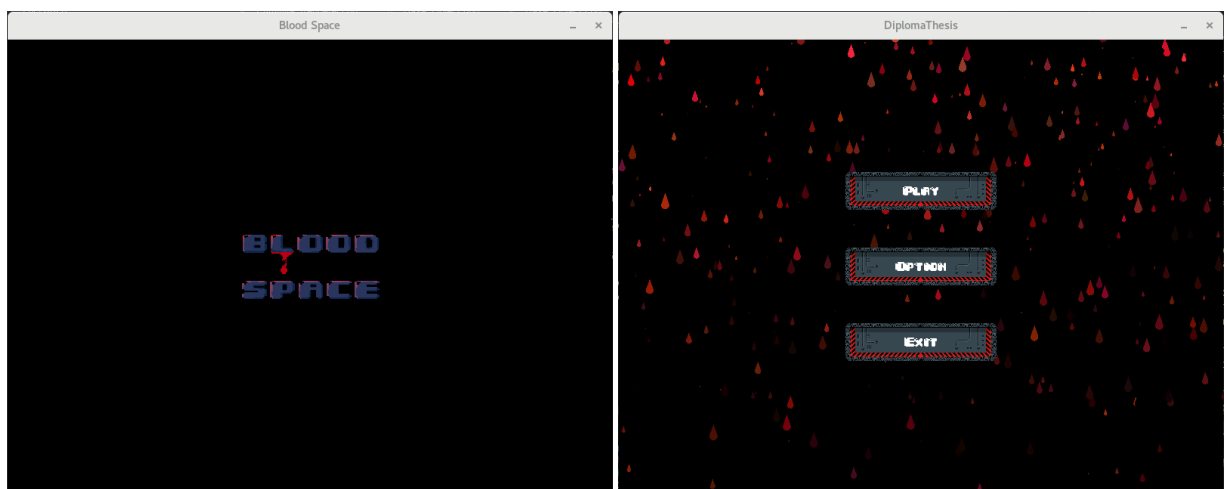 Blood Space
BLOOD
SPACE
DiplomaThesis
Play
Option
Exit